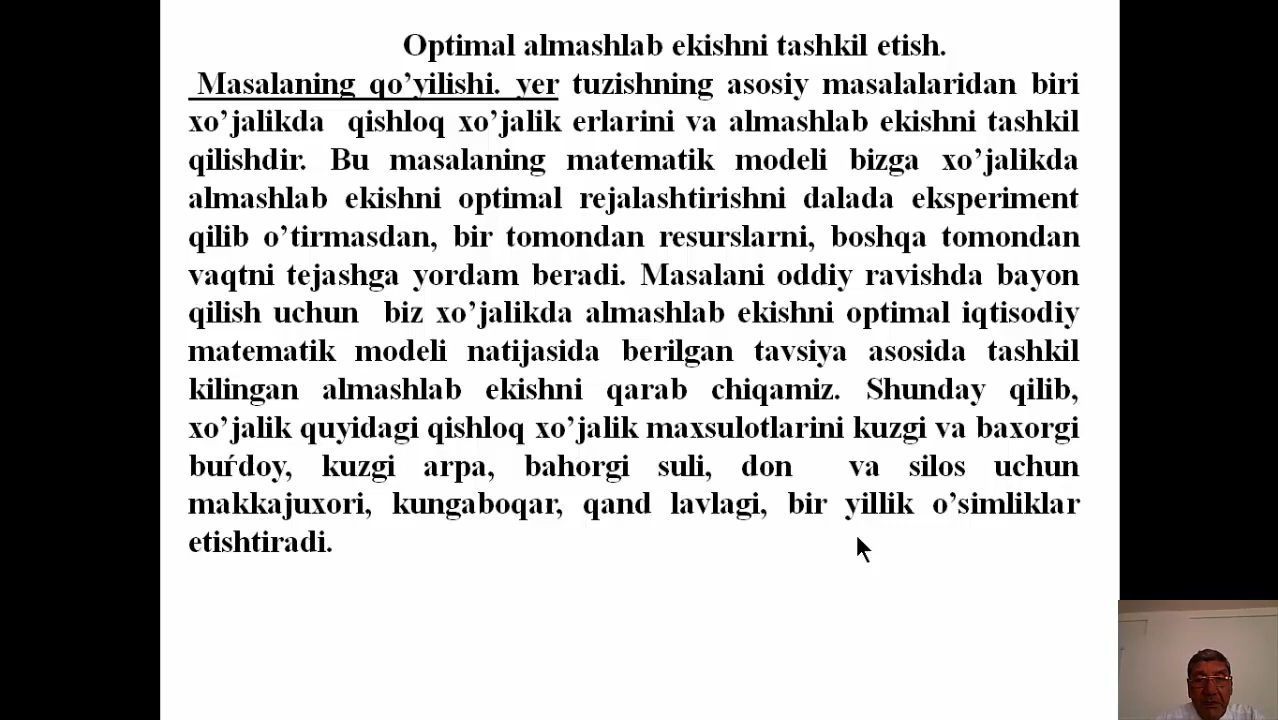 Optimal almashlab ekishni tashkil etish.
Masalaning qo’yilishi. yer tuzishning asosiy masalalaridan biri
xo’jalikda qishloq xo’jalik erlarini va almashlab ekishni tashkil
qilishdir. Bu masalaning matematik modeli bizga xo’jalikda
almashlab ekishni optimal rejalashtirishni dalada eksperiment
qilib o’tirmasdan, bir tomondan resurslarni, boshqa tomondan
vaqtni tejashga yordam beradi. Masalani oddiy ravishda bayon
qilish uchun biz xo’jalikda almashlab ekishni optimal iqtisodiy
matematik modeli natijasida berilgan tavsiya asosida tashkil
kilingan almashlab ekishni qarab chiqamiz. Shunday qilib,
xo’jalik quyidagi qishloq xo’jalik maxsulotlarini kuzgi va baxorgi
buŕdoy, kuzgi arpa, bahorgi suli, don va silos uchun
makkajuxori, kungaboqar, qand lavlagi, bir yillik o’simliklar
etishtiradi.